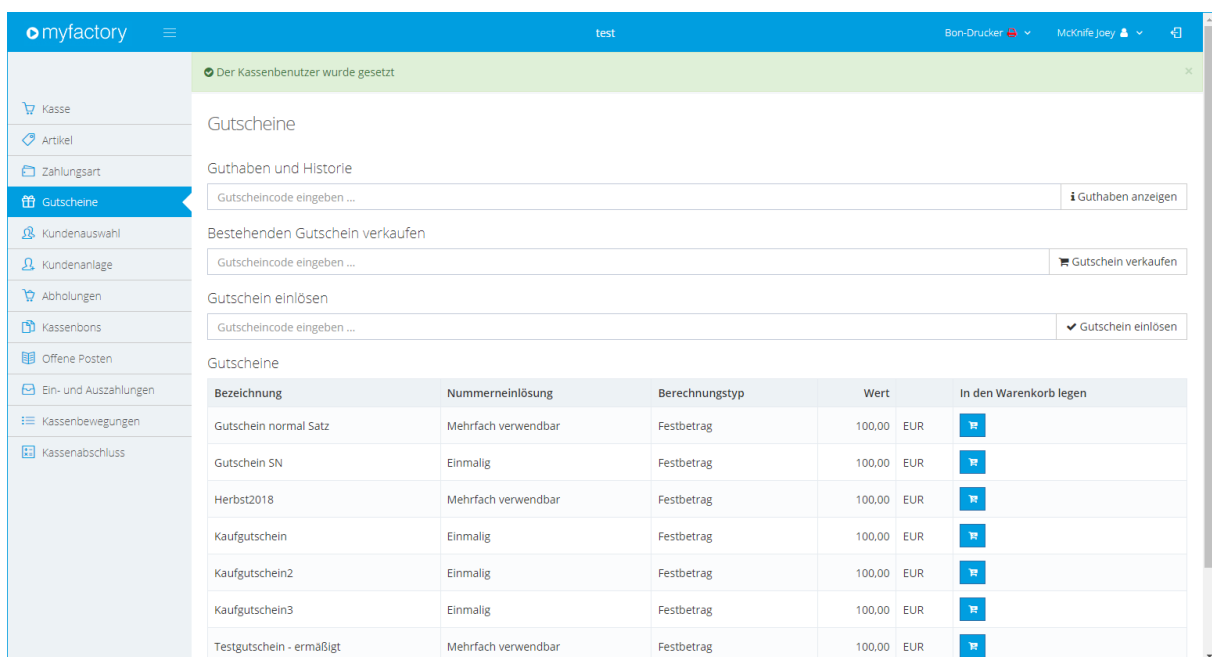 myfactory
test
Bon-Drucker
McKnife Joey
Der Kassenbenutzer wurde gesetzt
×
Kasse
Artikel
Zahlungsart
Gutscheine
Kundenauswahl
Kundenanlage
Abholungen
Kassenbons
Offene Posten
Ein- und Auszahlungen
Kassenbewegungen
Kassenabschluss
Gutscheine
Guthaben und Historie
Gutscheincode eingeben ... Guthaben anzeigen
Bestehenden Gutschein verkaufen
Gutscheincode eingeben ... Gutschein verkaufen
Gutschein einlösen
Gutscheincode eingeben ... Gutschein einlösen
Gutscheine
Bezeichnung Nummerneinlösung Berechnungstyp Wert In den Warenkorb legen
Gutschein normal Satz Mehrfach verwendbar Festbetrag 100,00 EUR
Gutschein SN Einmalig Festbetrag 100,00 EUR
Herbst2018 Mehrfach verwendbar Festbetrag 100,00 EUR
Kaufgutschein Einmalig Festbetrag 100,00 EUR
Kaufgutschein2 Einmalig Festbetrag 100,00 EUR
Kaufgutschein3 Einmalig Festbetrag 100,00 EUR
Testgutschein - ermäßigt Mehrfach verwendbar Festbetrag 100,00 EUR